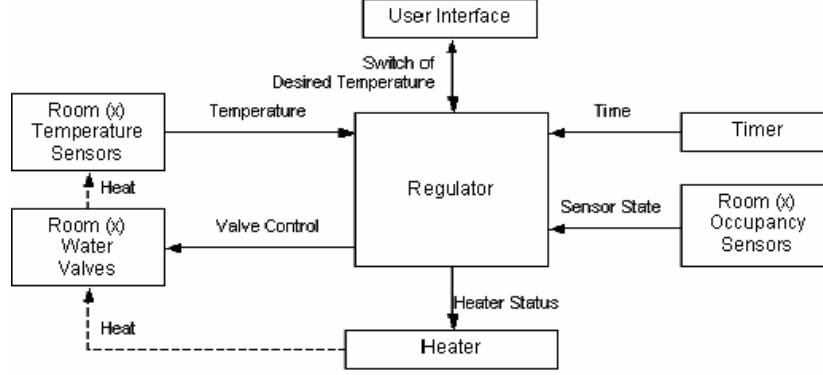 User Interface
Switch of
Desired Temperature
Room (x)
Temperature
Sensors
Temperature
Time
Timer
Regulator
Heat
Room (x)
Water
Valves
Valve Control
Sensor State
Room (x)
Occupancy
Sensors
Heater Status
Heat
Heater